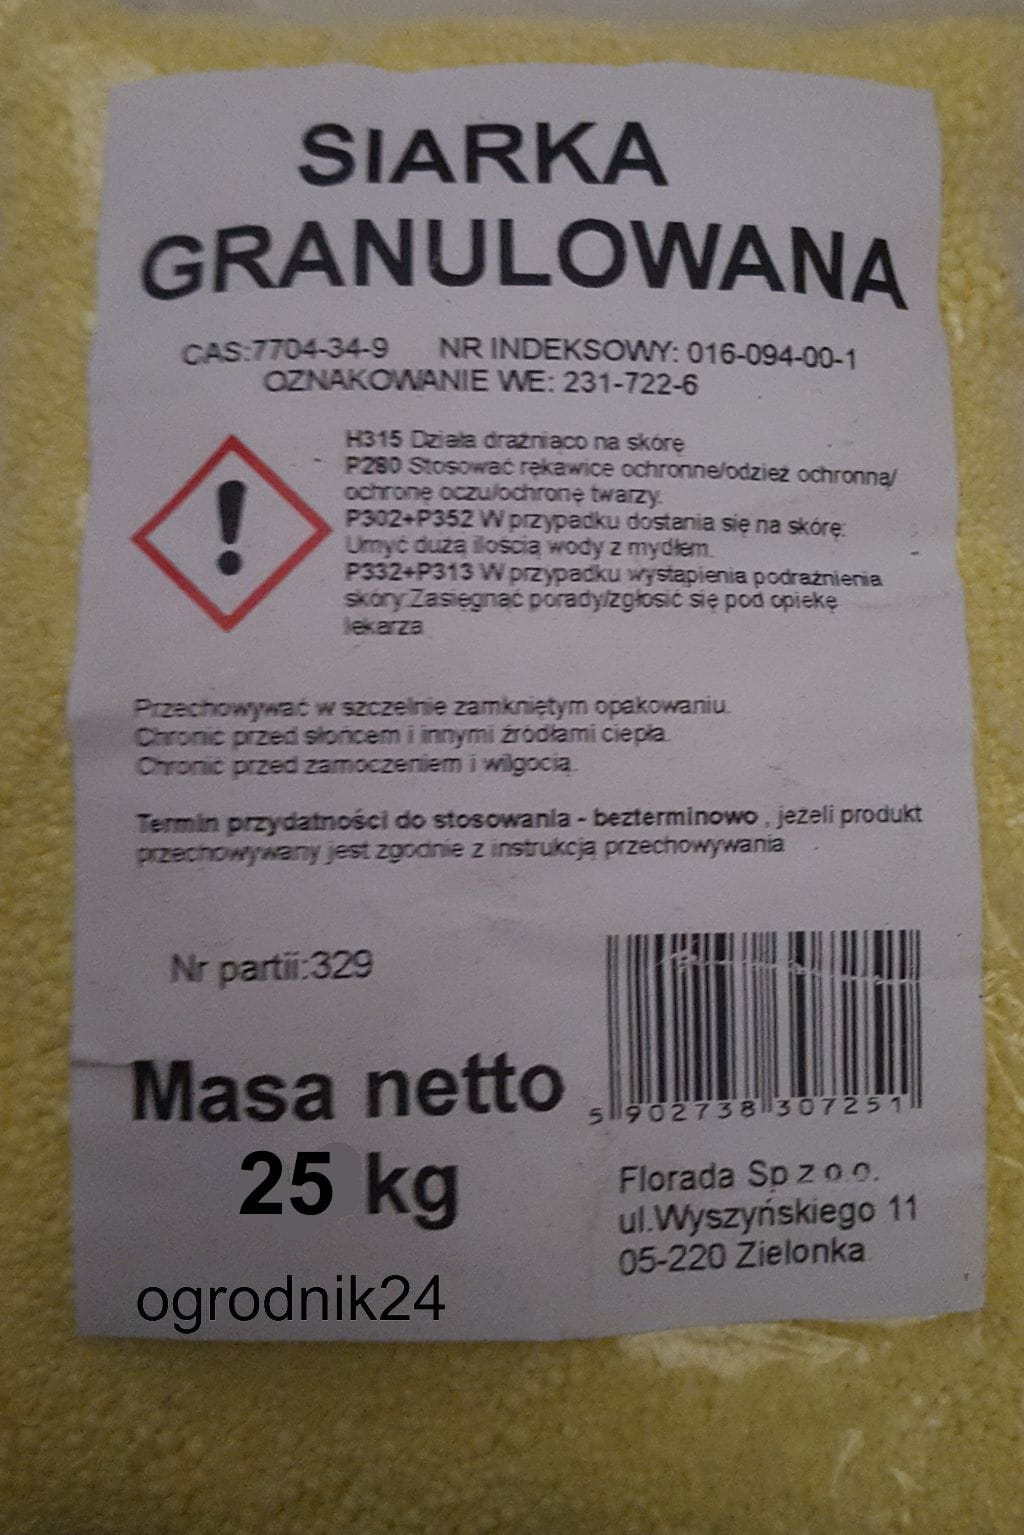 SIARKA
GRANULOWANA
CAS:7704-34-9 NR INDEKSOWY: 016-094-00-1
OZNAKOWANIE WE: 231-722-6
H315 Działa drażniąco na skórę
P280 Stosować rękawice ochronne/odzież ochronną/
ochronę oczu/ochronę twarzy.
P302+P352 W przypadku dostania się na skórę:
Umyć dużą ilością wody z mydłem.
P332+P313 W przypadku wystąpienia podrażnienia
skóry:Zasięgnąć porady/zgłosić się pod opiekę
lekarza
Przechowywać w szczelnie zamkniętym opakowaniu.
Chronić przed słońcem i innymi źródłami ciepła.
Chronić przed zamoczeniem i wilgocią.
Termin przydatności do stosowania - bezterminowo , jeżeli produkt
przechowywany jest zgodnie z instrukcją przechowywania
Nr partii:329
Masa netto
25 kg
5 902738 307251
Florada Sp z o.o.
ul.Wyszyńskiego 11
05-220 Zielonka
ogrodnik24